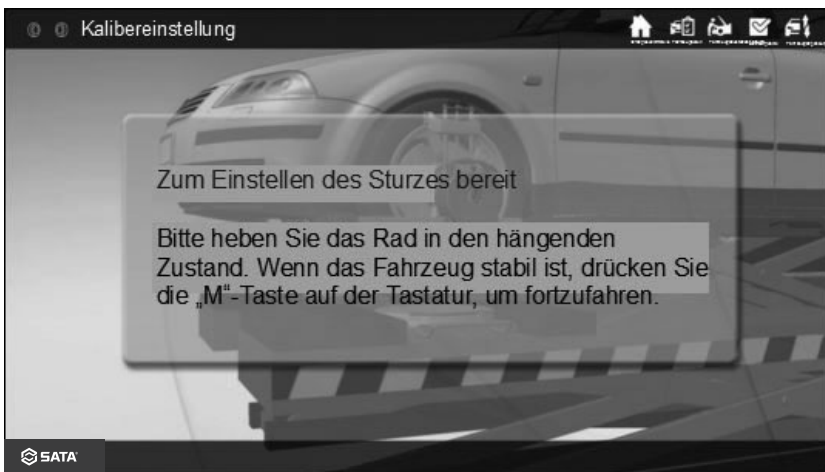 Kalibereinstellung
Zum Einstellen des Sturzes bereit
Bitte heben Sie das Rad in den hängenden
Zustand. Wenn das Fahrzeug stabil ist, drücken Sie
die „M“-Taste auf der Tastatur, um fortzufahren.
SATA